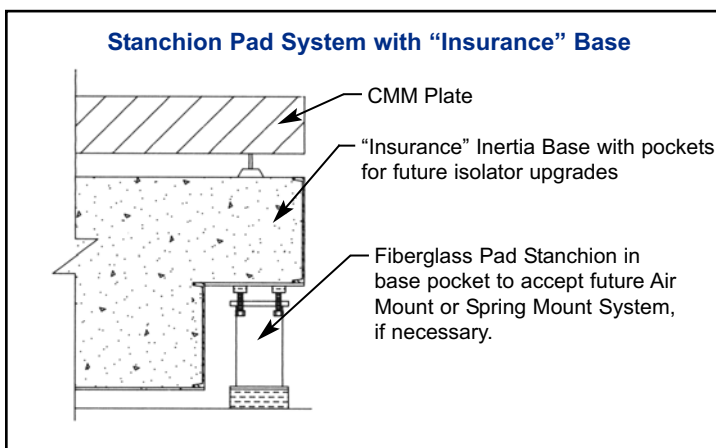 Stanchion Pad System with “Insurance” Base
CMM Plate
“Insurance” Inertia Base with pockets
for future isolator upgrades
Fiberglass Pad Stanchion in
base pocket to accept future Air
Mount or Spring Mount System,
if necessary.